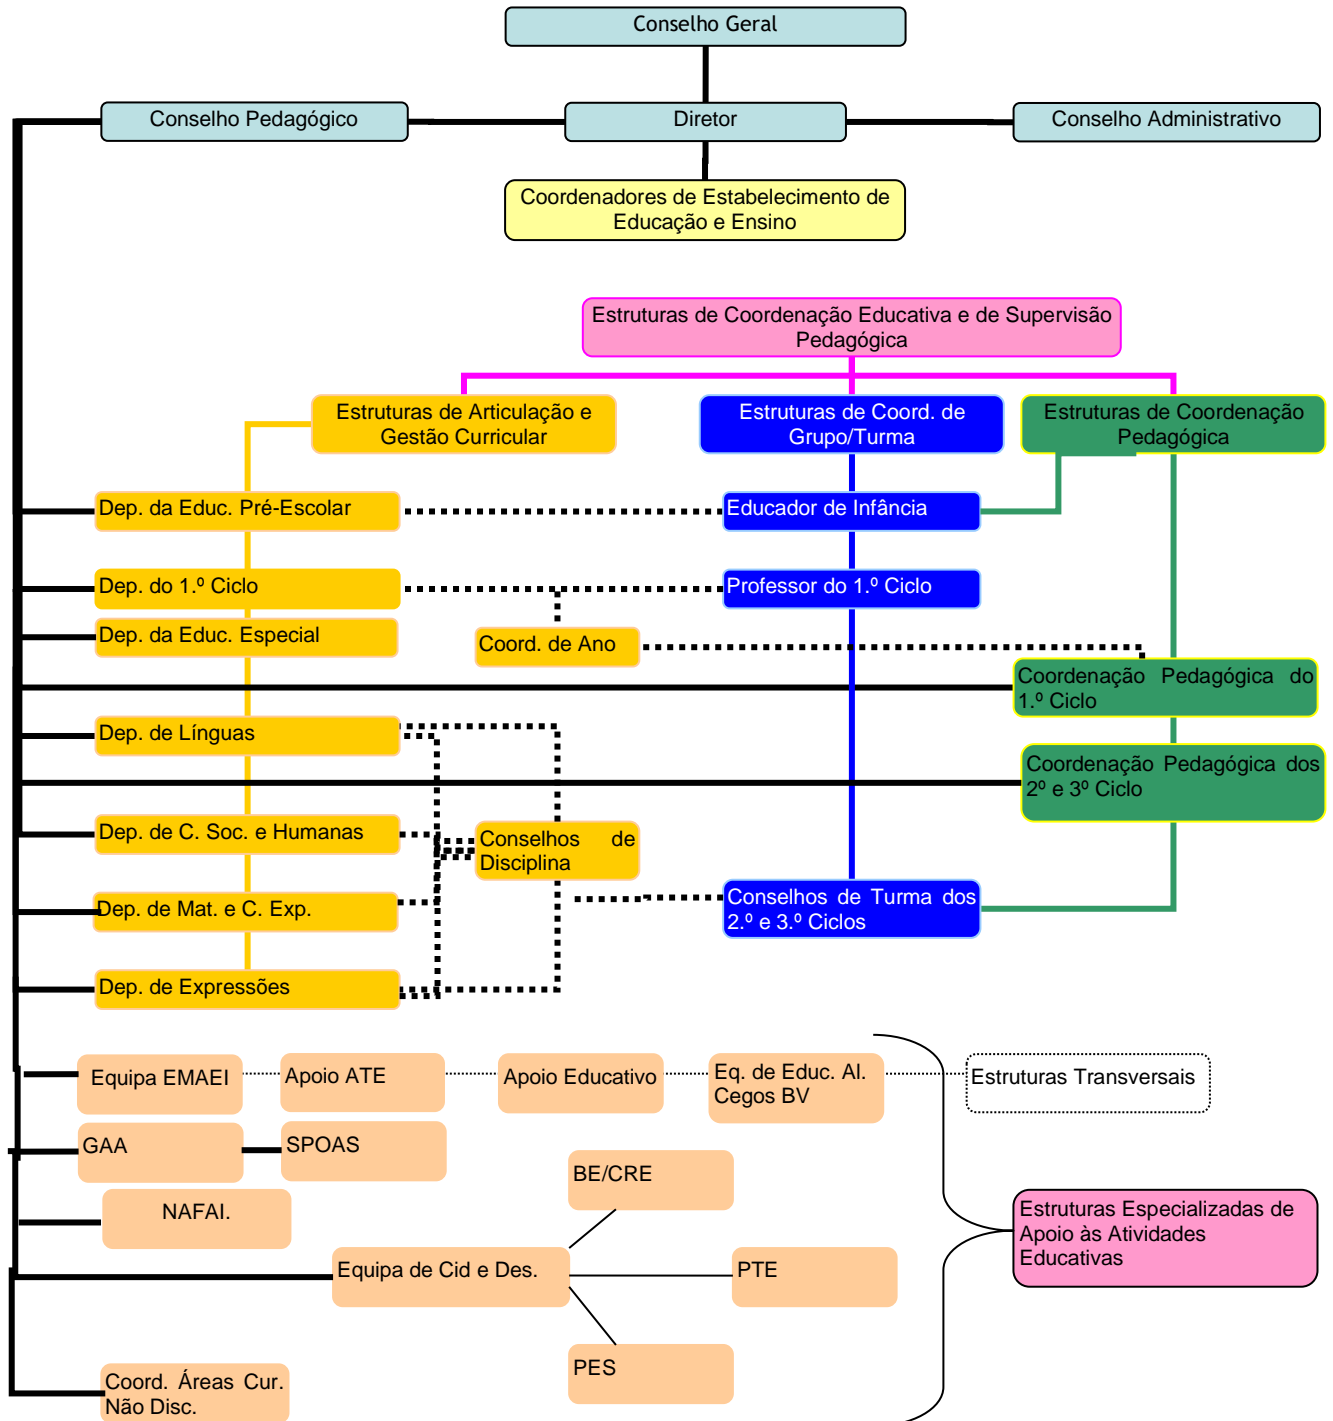 Conselho Geral
Conselho Pedagógico
Diretor
Conselho Administrativo
Coordenadores de Estabelecimento de
Educação e Ensino
Estruturas de Coordenação Educativa e de Supervisão
Pedagógica
Estruturas de Articulação e
Gestão Curricular
Estruturas de Coord. de
Grupo/Turma
Estruturas de Coordenação
Pedagógica
Dep. da Educ. Pré-Escolar
Educador de Infância
Dep. do 1.º Ciclo
Professor do 1.º Ciclo
Dep. da Educ. Especial
Coord. de Ano
Coordenação Pedagógica do
1.º Ciclo
Dep. de Línguas
Coordenação Pedagógica dos
2º e 3º Ciclo
Dep. de C. Soc. e Humanas
Conselhos de
Disciplina
Dep. de Mat. e C. Exp.
Conselhos de Turma dos
2.º e 3.º Ciclos
Dep. de Expressões
Equipa EMAEI
Apoio ATE
Apoio Educativo
Eq. de Educ. Al.
Cegos BV
Estruturas Transversais
GAA
SPOAS
BE/CRE
NAFAI.
Estruturas Especializadas de
Apoio às Atividades
Educativas
Equipa de Cid e Des.
PTE
PES
Coord. Áreas Cur.
Não Disc.